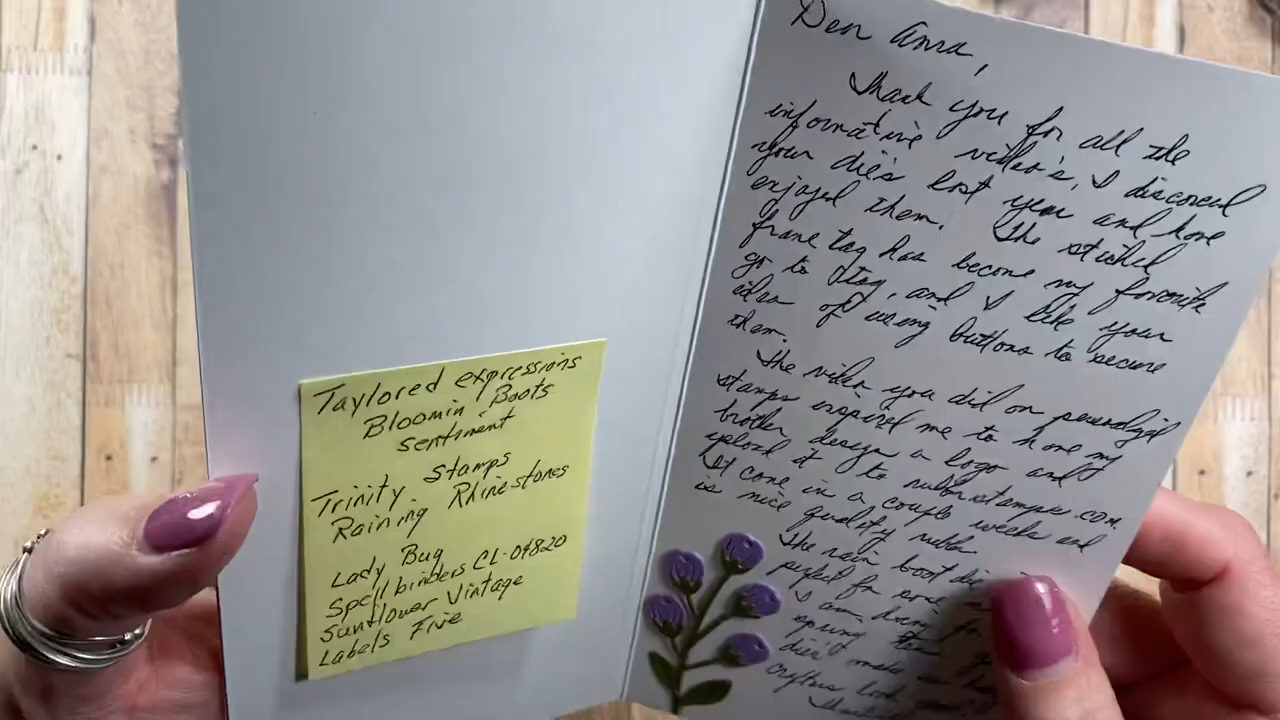 Taylored expressions
Bloomin' Boots
sentiment
Trinity Stamps
Raining Rhinestones
Lady Bug
Spellbinders CL-04820
Sunflower Vintage
Labels Five
Dear Anna,
Thank you for all the
informative video's. I discovered
your die's last year and have
enjoyed them. The stitched
frame tag has become my favorite
go to tag, and I like your
idea of using buttons to secure
them.
The video you did on personalized
stamps inspired me to have my
brother design a logo and
upload it to rubberstamps.com
It came in a couple weeks and
is nice quality rubber
The rain boot
perfect for some
I am
spring
dies make
crafters look